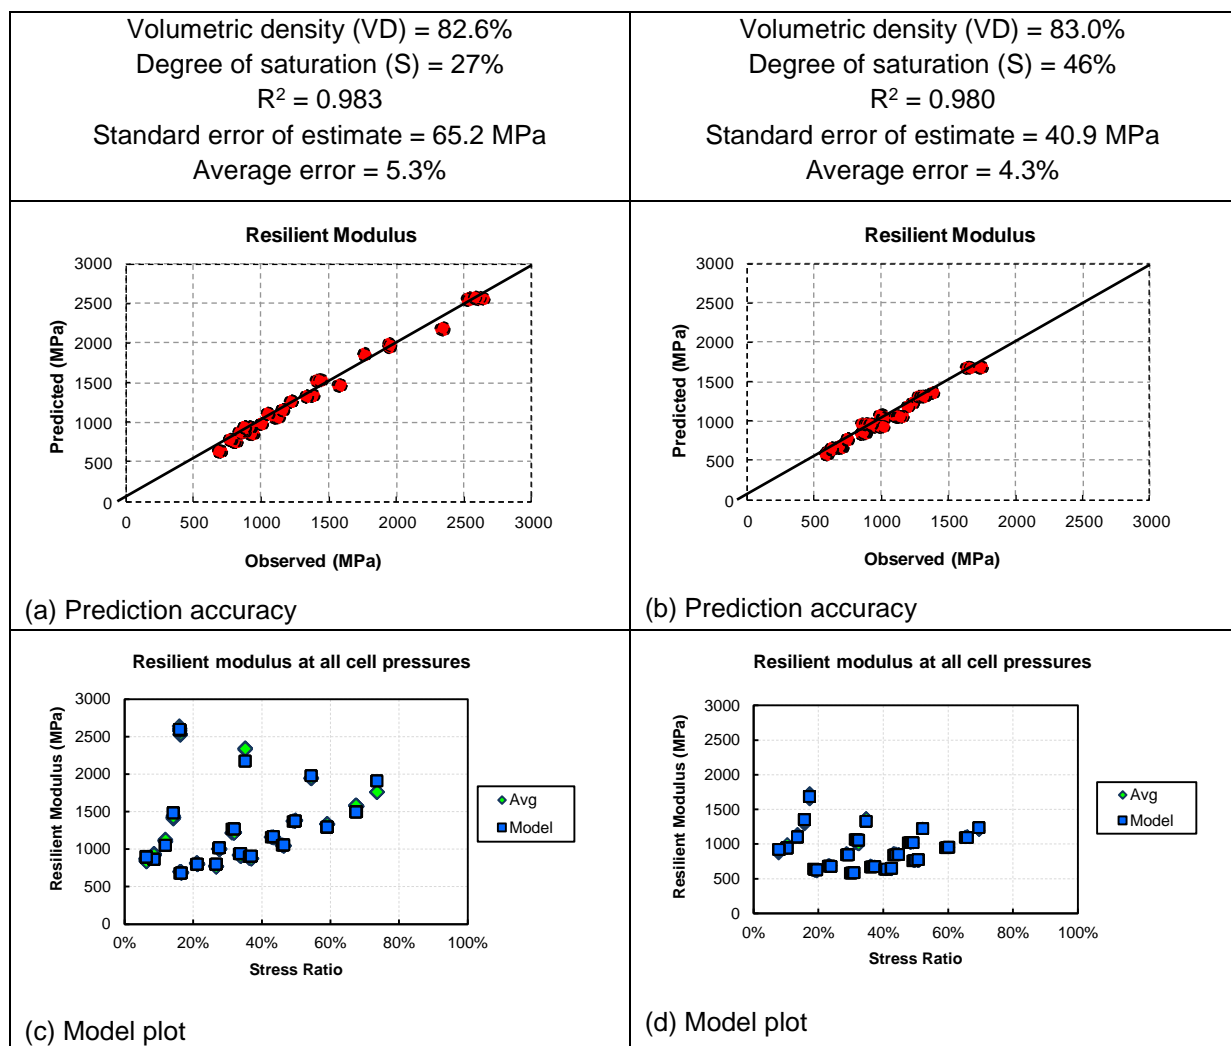 Volumetric density (VD) = 82.6%
Degree of saturation (S) = 27%
R² = 0.983
Standard error of estimate = 65.2 MPa
Average error = 5.3%
Volumetric density (VD) = 83.0%
Degree of saturation (S) = 46%
R² = 0.980
Standard error of estimate = 40.9 MPa
Average error = 4.3%
Resilient Modulus
Predicted (MPa)
3000
2500
2000
1500
1000
500
0
0 500 1000 1500 2000 2500 3000
Observed (MPa)
(a) Prediction accuracy
Resilient Modulus
Predicted (MPa)
3000
2500
2000
1500
1000
500
0
0 500 1000 1500 2000 2500 3000
Observed (MPa)
(b) Prediction accuracy
Resilient modulus at all cell pressures
Resilient Modulus (MPa)
3000
2500
2000
1500
1000
500
0
0% 20% 40% 60% 80% 100%
Stress Ratio
Avg
Model
(c) Model plot
Resilient modulus at all cell pressures
Resilient Modulus (MPa)
3000
2500
2000
1500
1000
500
0
0% 20% 40% 60% 80% 100%
Stress Ratio
Avg
Model
(d) Model plot